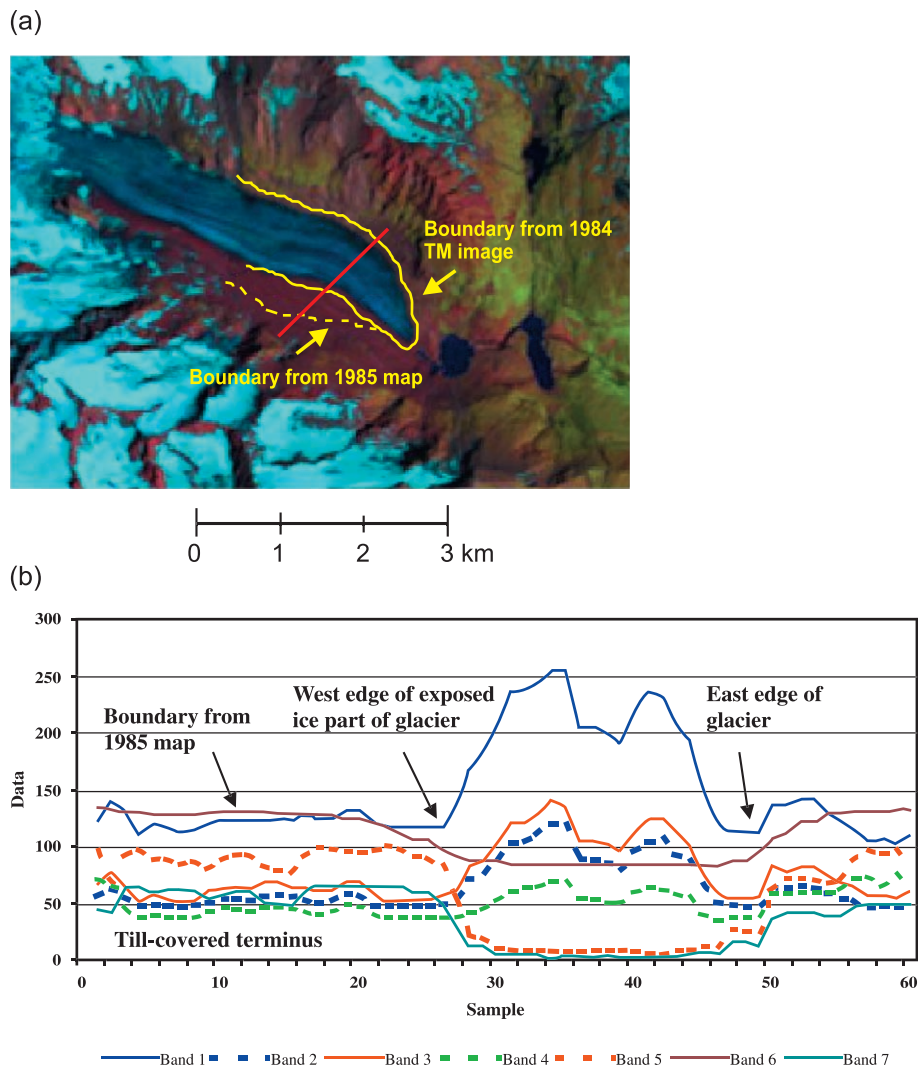 (a)
Boundary from 1984
TM image
Boundary from 1985 map
0 1 2 3 km
(b)
300
250
200
150
100
50
0
Data
Boundary from
1985 map
West edge of exposed
ice part of glacier
East edge of
glacier
Till-covered terminus
0 10 20 30 40 50 60
Sample
Band 1 Band 2 Band 3 Band 4 Band 5 Band 6 Band 7